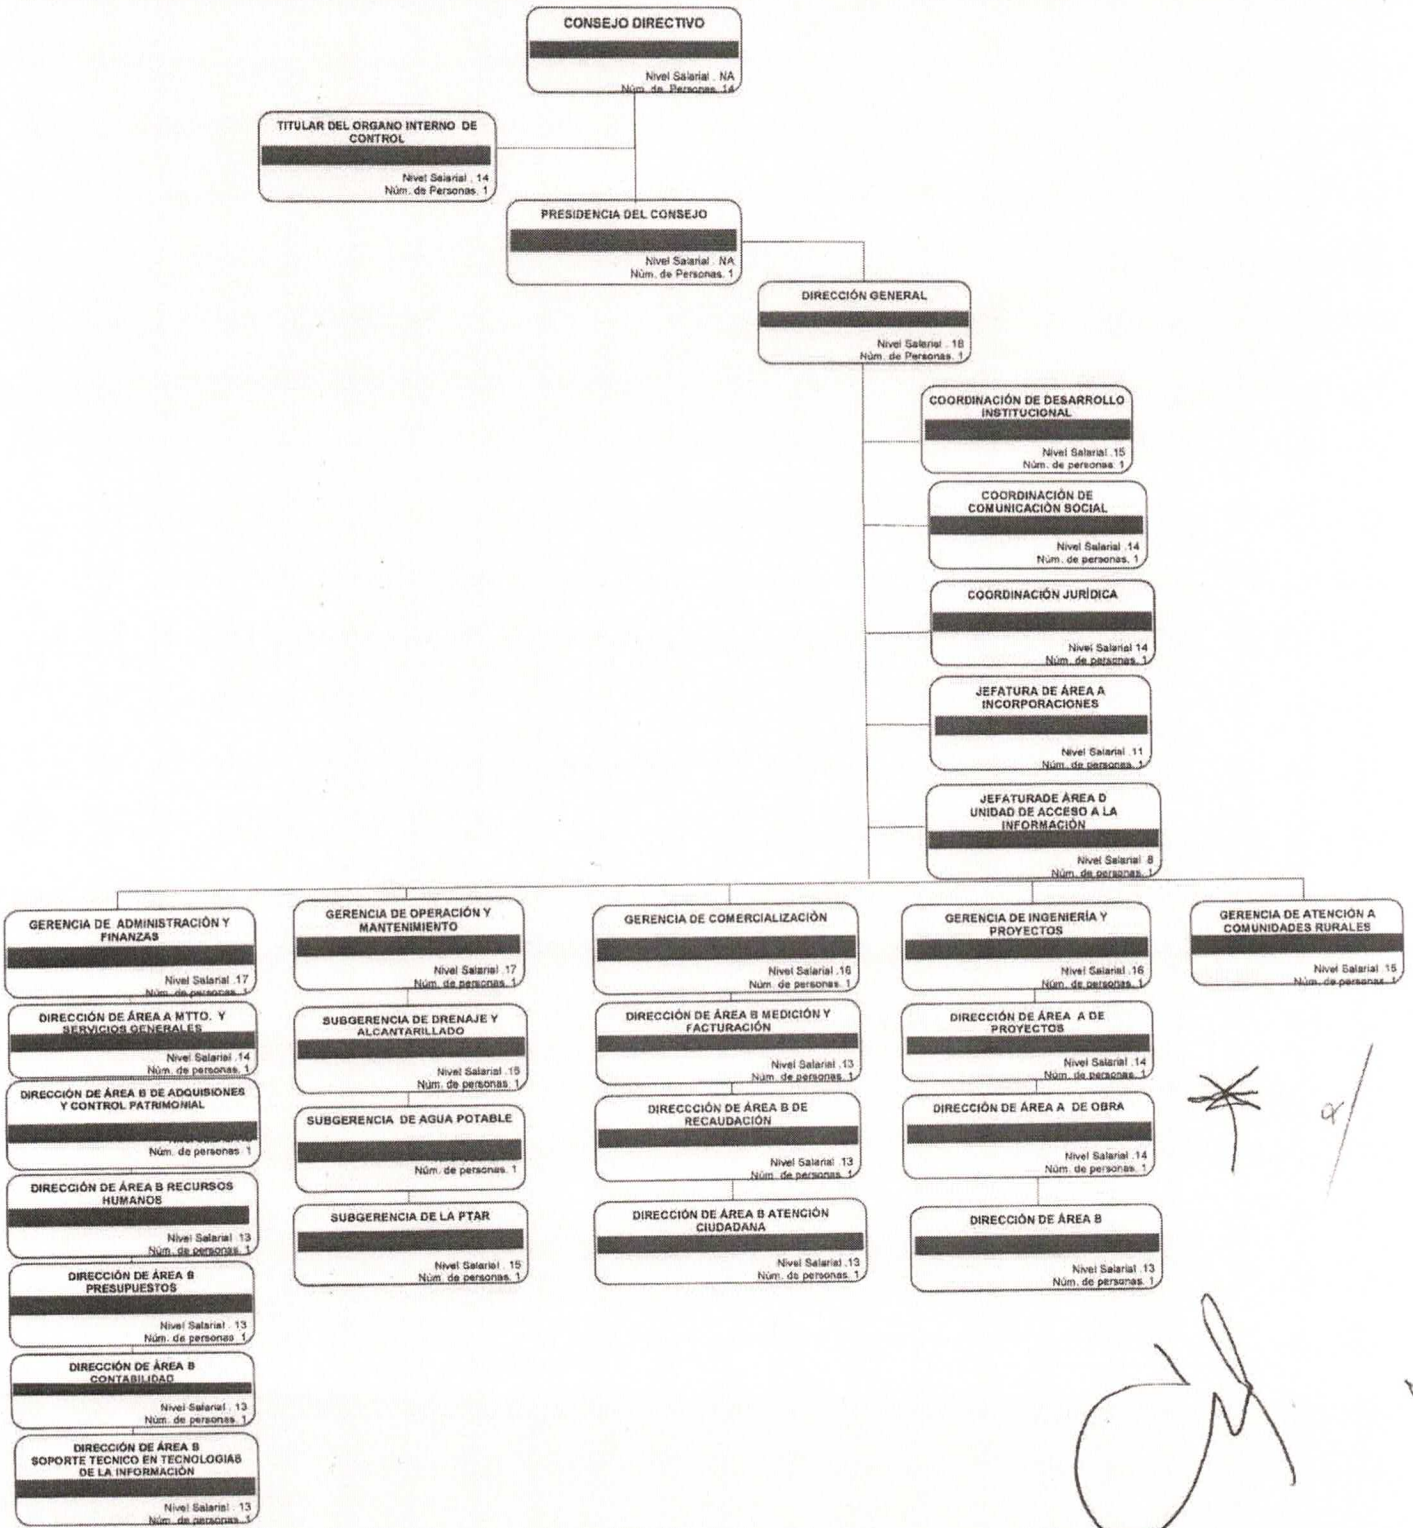 CONSEJO DIRECTIVO
Nivel Salarial . NA
Núm. de Personas. 14
TITULAR DEL ORGANO INTERNO DE
CONTROL
Nivel Salarial . 14
Núm. de Personas. 1
PRESIDENCIA DEL CONSEJO
Nivel Salarial . NA
Núm. de Personas. 1
DIRECCIÓN GENERAL
Nivel Salarial . 18
Núm. de Personas. 1
COORDINACIÓN DE DESARROLLO
INSTITUCIONAL
Nivel Salarial .15
Núm. de personas. 1
COORDINACIÓN DE
COMUNICACIÓN SOCIAL
Nivel Salarial .14
Núm. de personas. 1
COORDINACIÓN JURÍDICA
Nivel Salarial 14
Núm. de personas. 1
JEFATURA DE ÁREA A
INCORPORACIONES
Nivel Salarial .11
Núm. de personas. 1
JEFATURADE ÁREA D
UNIDAD DE ACCESO A LA
INFORMACIÓN
Nivel Salarial 8
Núm. de personas. 1
GERENCIA DE ADMINISTRACIÓN Y
FINANZAS
Nivel Salarial .17
Núm. de personas. 1
DIRECCIÓN DE ÁREA A MTTO. Y
SERVICIOS GENERALES
Nivel Salarial .14
Núm. de personas. 1
DIRECCIÓN DE ÁREA B DE ADQUISIONES
Y CONTROL PATRIMONIAL
Núm. de personas 1
DIRECCIÓN DE ÁREA B RECURSOS
HUMANOS
Nivel Salarial 13
Núm. de personas. 1
DIRECCIÓN DE ÁREA B
PRESUPUESTOS
Nivel Salarial . 13
Núm. de personas 1
DIRECCIÓN DE ÁREA B
CONTABILIDAD
Nivel Salarial . 13
Núm. de personas. 1
DIRECCIÓN DE ÁREA B
SOPORTE TECNICO EN TECNOLOGIAS
DE LA INFORMACIÓN
Nivel Salarial . 13
Núm. de personas. 1
GERENCIA DE OPERACIÓN Y
MANTENIMIENTO
Nivel Salarial .17
Núm. de personas. 1
SUBGERENCIA DE DRENAJE Y
ALCANTARILLADO
Nivel Salarial .15
Núm. de personas. 1
SUBGERENCIA DE AGUA POTABLE
Núm. de personas. 1
SUBGERENCIA DE LA PTAR
Nivel Salarial . 15
Núm. de personas. 1
GERENCIA DE COMERCIALIZACIÓN
Nivel Salarial .16
Núm. de personas. 1
DIRECCIÓN DE ÁREA B MEDICIÓN Y
FACTURACIÓN
Nivel Salarial .13
Núm. de personas. 1
DIRECCCIÓN DE ÁREA B DE
RECAUDACIÓN
Nivel Salarial .13
Núm. de personas. 1
DIRECCIÓN DE ÁREA B ATENCIÓN
CIUDADANA
Nivel Salarial .13
Núm. de personas. 1
GERENCIA DE INGENIERÍA Y
PROYECTOS
Nivel Salarial .16
Núm. de personas. 1
DIRECCIÓN DE ÁREA A DE
PROYECTOS
Nivel Salarial .14
Núm. de personas. 1
DIRECCIÓN DE ÁREA A DE OBRA
Nivel Salarial .14
Núm. de personas. 1
DIRECCIÓN DE ÁREA B
Nivel Salarial .13
Núm. de personas. 1
GERENCIA DE ATENCIÓN A
COMUNIDADES RURALES
Nivel Salarial 15
Núm. de personas. 1